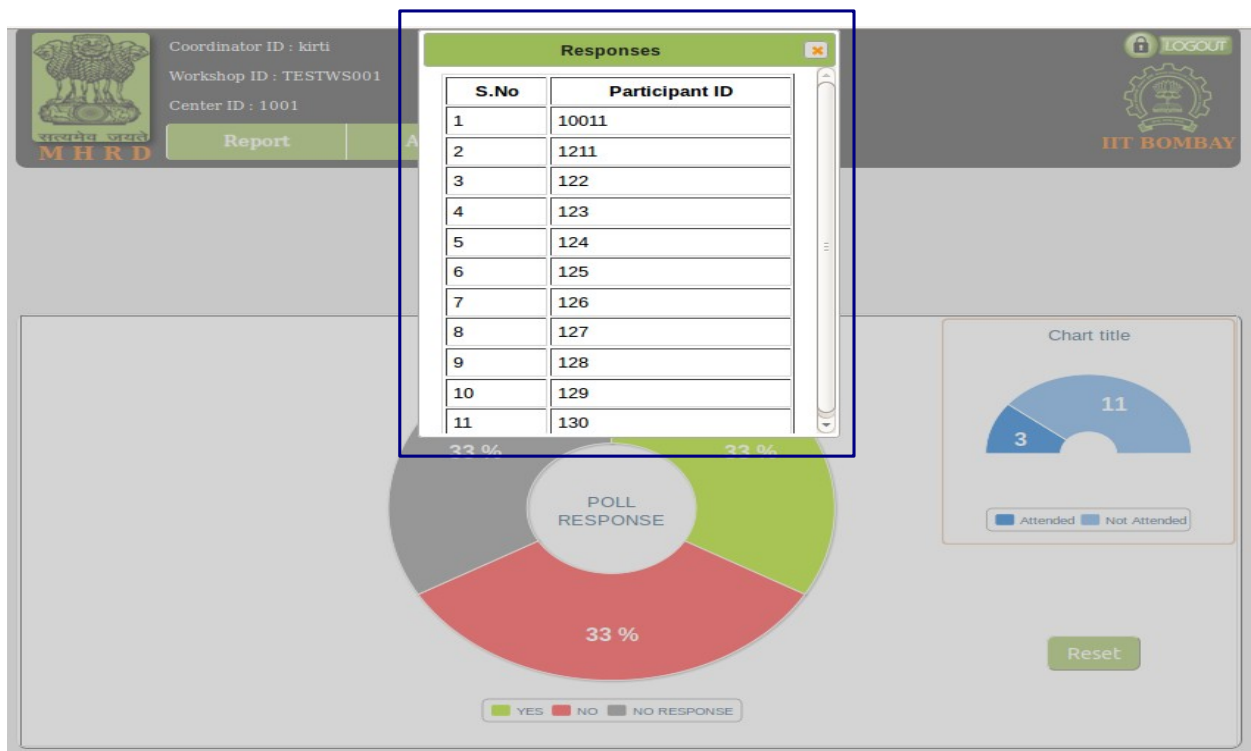 Coordinator ID : kirti
Workshop ID : TESTWS001
Center ID : 1001
सत्यमेव जयते
M H R D
Report
A
LOGOUT
IIT BOMBAY
Responses
S.No Participant ID
1 10011
2 1211
3 122
4 123
5 124
6 125
7 126
8 127
9 128
10 129
11 130
33 %
33 %
POLL
RESPONSE
33 %
YES NO NO RESPONSE
Chart title
11
3
Attended Not Attended
Reset